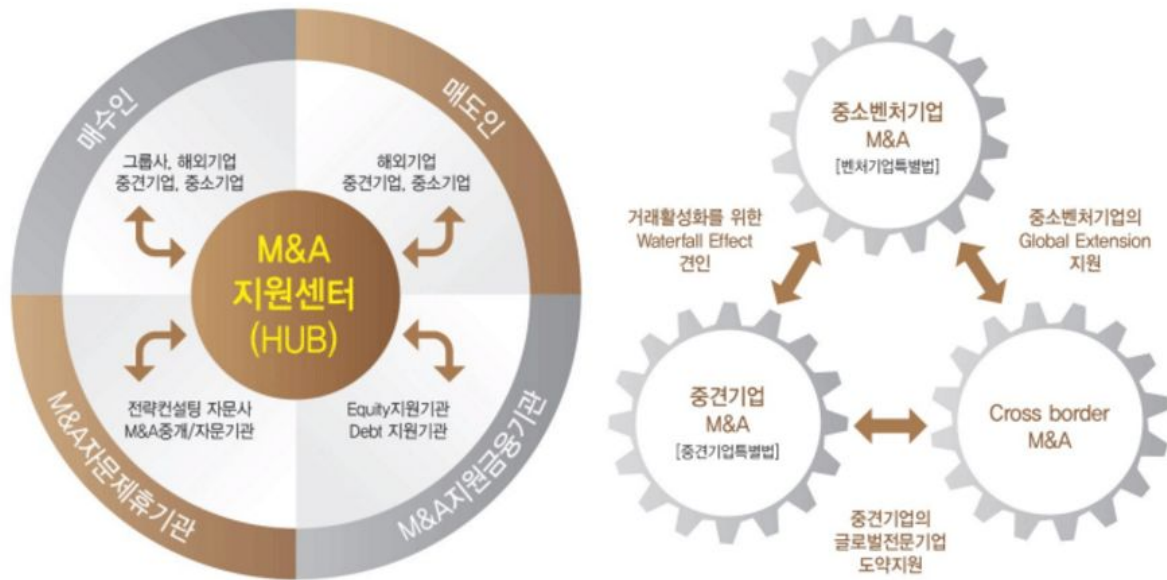 매수인
매도인
그룹사, 해외기업
중견기업, 중소기업
해외기업
중견기업, 중소기업
M&A
지원센터
(HUB)
전략컨설팅 자문사
M&A중개/자문기관
Equity지원기관
Debt 지원기관
M&A자문제휴기관
M&A지원금융기관
중소벤처기업
M&A
[벤처기업특별법]
거래활성화를 위한
Waterfall Effect
견인
중소벤처기업의
Global Extension
지원
중견기업
M&A
[중견기업특별법]
Cross border
M&A
중견기업의
글로벌전문기업
도약지원